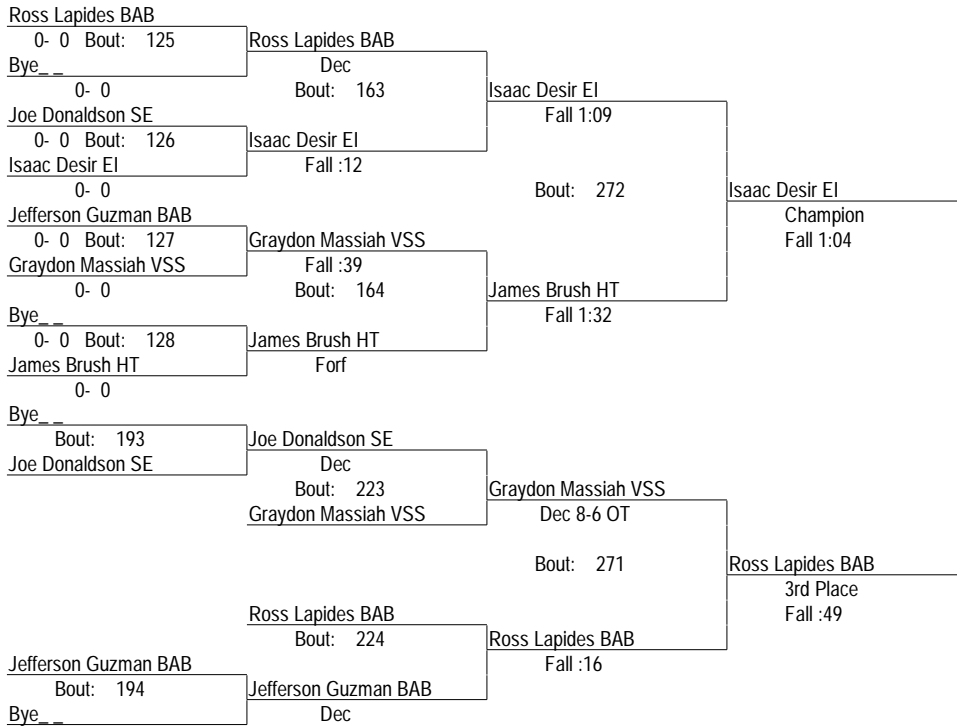 Ross Lapides BAB
0- 0 Bout: 125 Ross Lapides BAB
Bye_ _ Dec
0- 0 Bout: 163 Isaac Desir EI
Joe Donaldson SE Fall 1:09
0- 0 Bout: 126 Isaac Desir EI
Isaac Desir EI Fall :12
0- 0 Bout: 272 Isaac Desir EI
Jefferson Guzman BAB Champion
0- 0 Bout: 127 Graydon Massiah VSS Fall 1:04
Graydon Massiah VSS Fall :39
0- 0 Bout: 164 James Brush HT
Bye_ _ Fall 1:32
0- 0 Bout: 128 James Brush HT
James Brush HT Forf
0- 0
Bye_ _
Bout: 193 Joe Donaldson SE
Joe Donaldson SE Dec
Bout: 223 Graydon Massiah VSS
Graydon Massiah VSS Dec 8-6 OT
Bout: 271 Ross Lapides BAB
3rd Place
Ross Lapides BAB Fall :49
Bout: 224 Ross Lapides BAB
Jefferson Guzman BAB Fall :16
Bout: 194 Jefferson Guzman BAB
Bye_ _ Dec